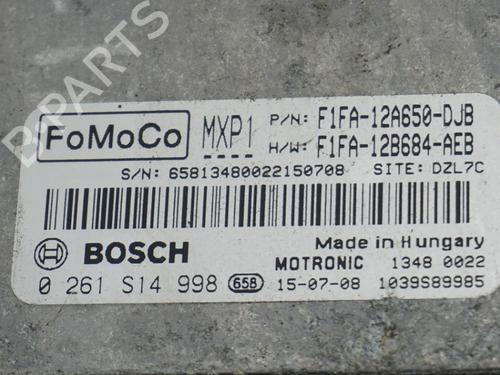 B-PARTS
FoMoCo MXP1 P/N: F1FA-12A650-DJB
H/W: F1FA-12B684-AEB
S/N: 65813480022150708 SITE: DZL7C
BOSCH Made in Hungary
MOTRONIC 1348 0022
0 261 S14 998 658 15-07-08 1039S89985